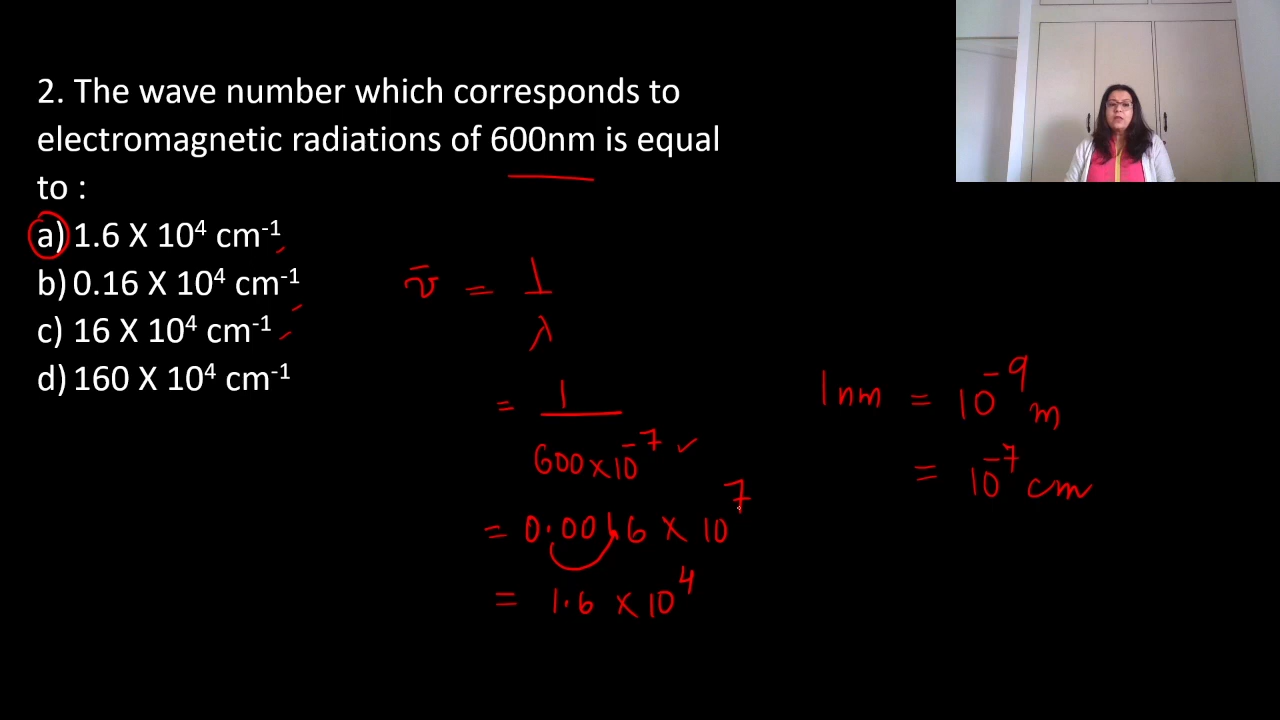 2. The wave number which corresponds to
electromagnetic radiations of 600nm is equal
to :
a) 1.6 X 10⁴ cm⁻¹
b) 0.16 X 10⁴ cm⁻¹
c) 16 X 10⁴ cm⁻¹
d) 160 X 10⁴ cm⁻¹
ν̄ = 1/λ
= 1/600×10⁻⁷ ✓
= 0.0016 × 10⁷
= 1.6 × 10⁴
1nm = 10⁻⁹ m
= 10⁻⁷ cm